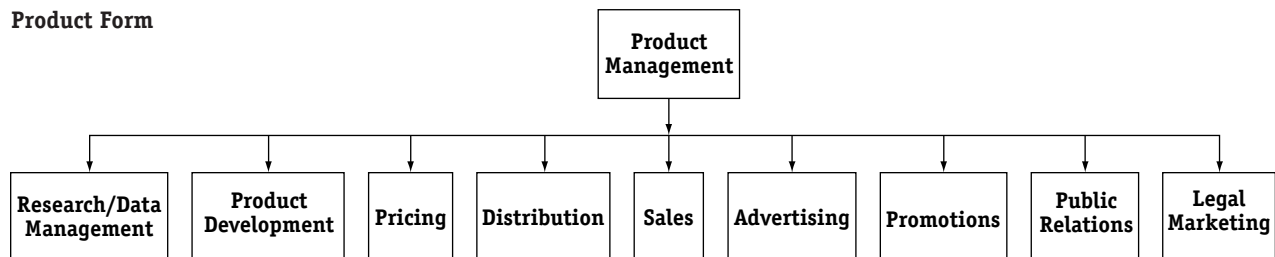 Product Form
Product
Management
Research/Data
Management
Product
Development
Pricing
Distribution
Sales
Advertising
Promotions
Public
Relations
Legal
Marketing